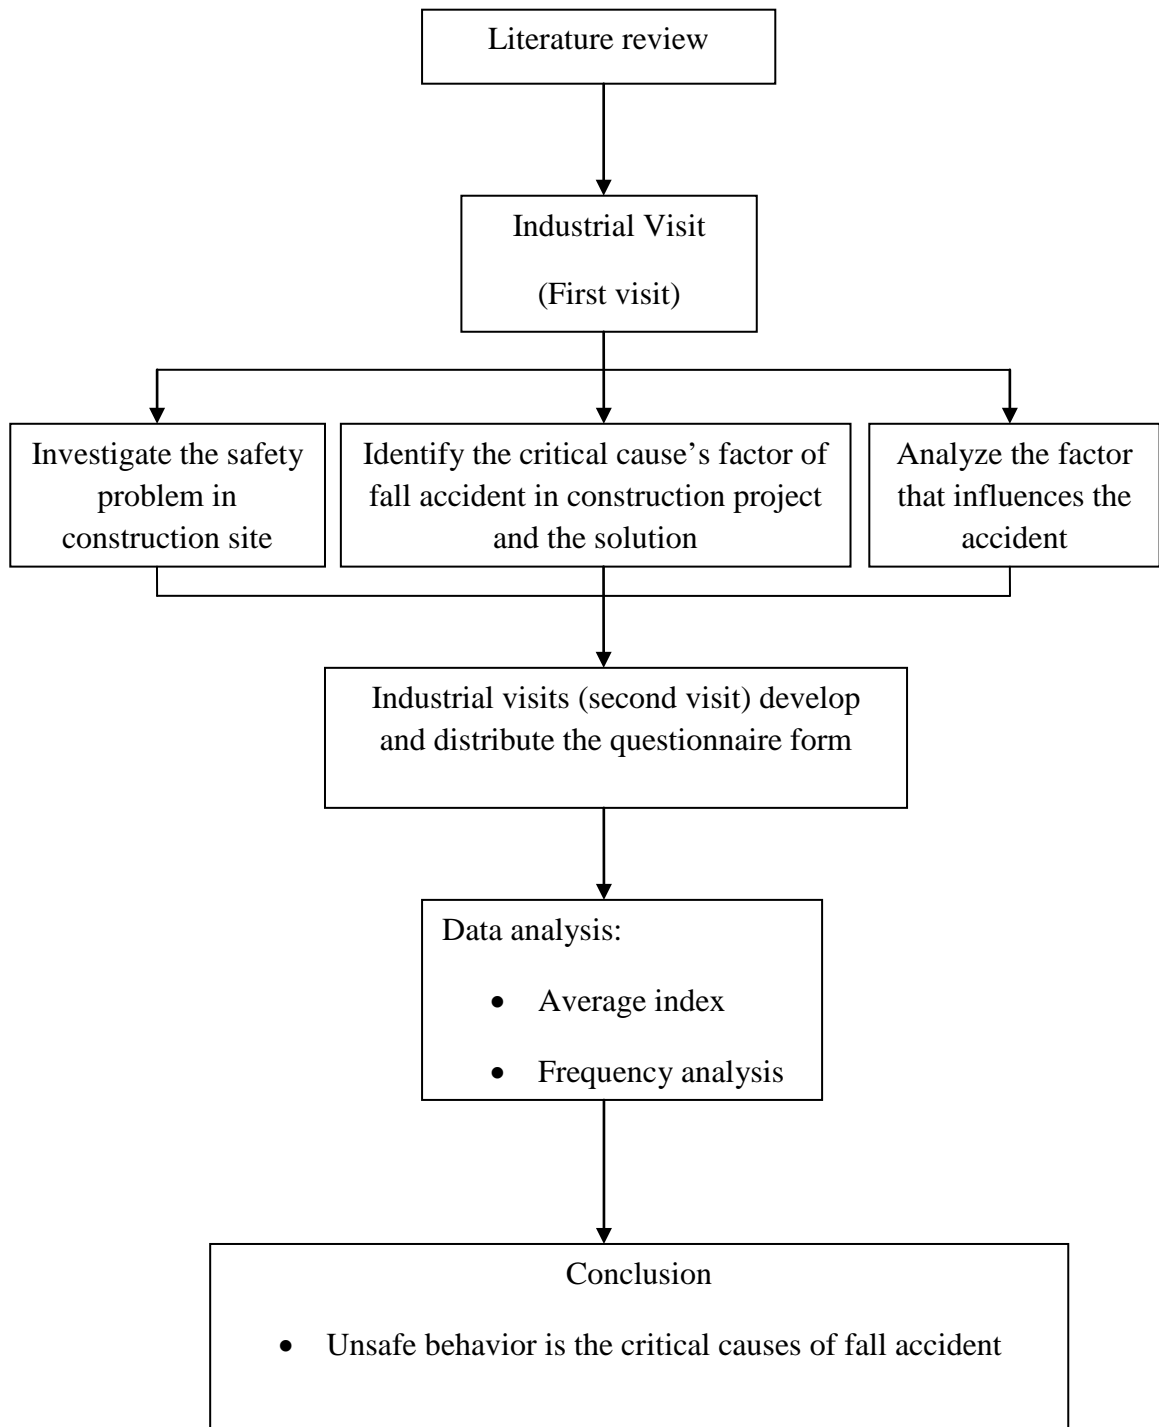 Literature review
Industrial Visit
(First visit)
Investigate the safety
problem in
construction site
Identify the critical cause’s factor of
fall accident in construction project
and the solution
Analyze the factor
that influences the
accident
Industrial visits (second visit) develop
and distribute the questionnaire form
Data analysis:
• Average index
• Frequency analysis
Conclusion
• Unsafe behavior is the critical causes of fall accident